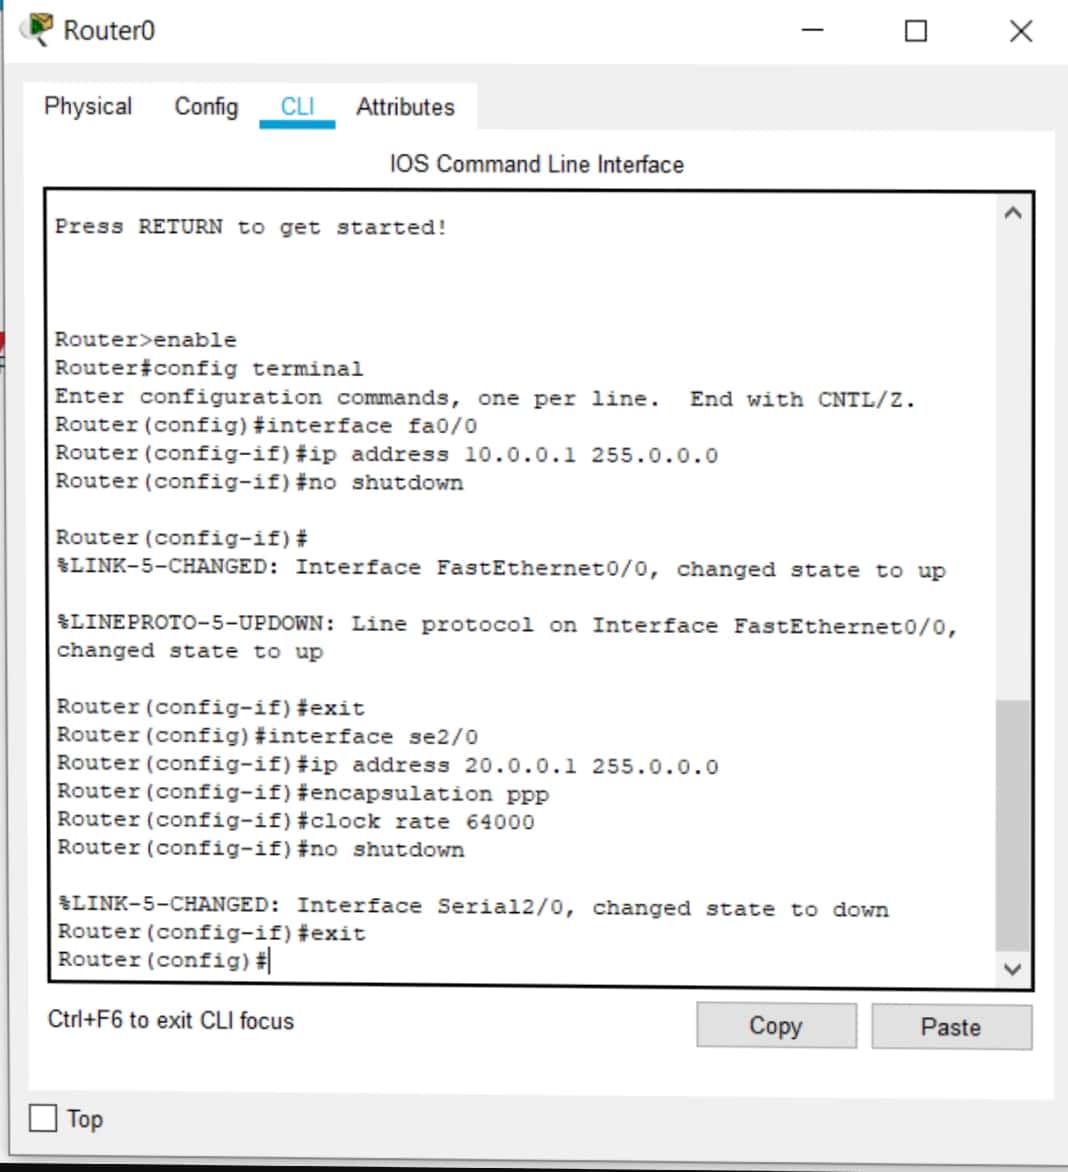 Router0
Physical Config CLI Attributes
IOS Command Line Interface
Press RETURN to get started!
Router>enable
Router#config terminal
Enter configuration commands, one per line.  End with CNTL/Z.
Router(config)#interface fa0/0
Router(config-if)#ip address 10.0.0.1 255.0.0.0
Router(config-if)#no shutdown
Router(config-if)#
%LINK-5-CHANGED: Interface FastEthernet0/0, changed state to up
%LINEPROTO-5-UPDOWN: Line protocol on Interface FastEthernet0/0,
changed state to up
Router(config-if)#exit
Router(config)#interface se2/0
Router(config-if)#ip address 20.0.0.1 255.0.0.0
Router(config-if)#encapsulation ppp
Router(config-if)#clock rate 64000
Router(config-if)#no shutdown
%LINK-5-CHANGED: Interface Serial2/0, changed state to down
Router(config-if)#exit
Router(config)#
Ctrl+F6 to exit CLI focus
Copy Paste
Top